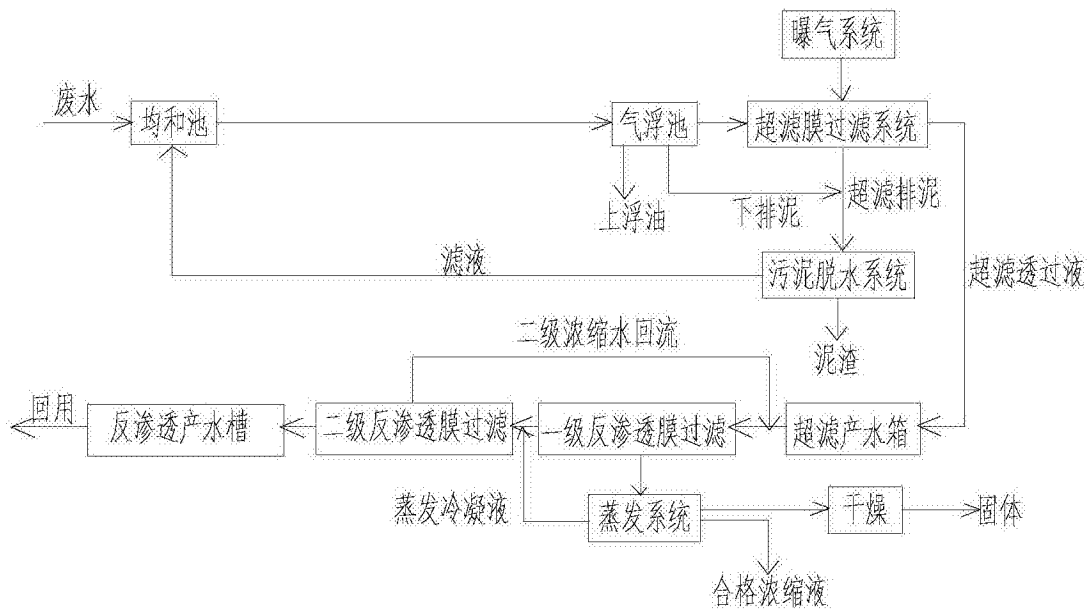 曝气系统
废水
均和池
气浮池
超滤膜过滤系统
上浮油
下排泥
超滤排泥
滤液
污泥脱水系统
超滤透过液
二级浓缩水回流
泥渣
回用
反渗透产水槽
二级反渗透膜过滤
一级反渗透膜过滤
超滤产水箱
蒸发冷凝液
蒸发系统
干燥
固体
合格浓缩液